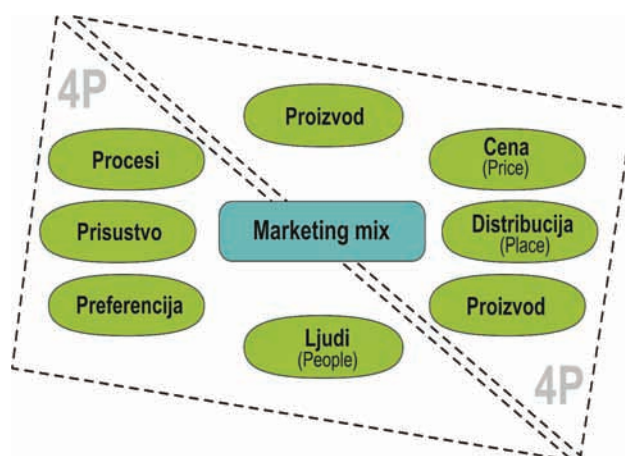 4P
Proizvod
Procesi
Cena
(Price)
Prisustvo
Marketing mix
Distribucija
(Place)
Preferencija
Proizvod
Ljudi
(People)
4P